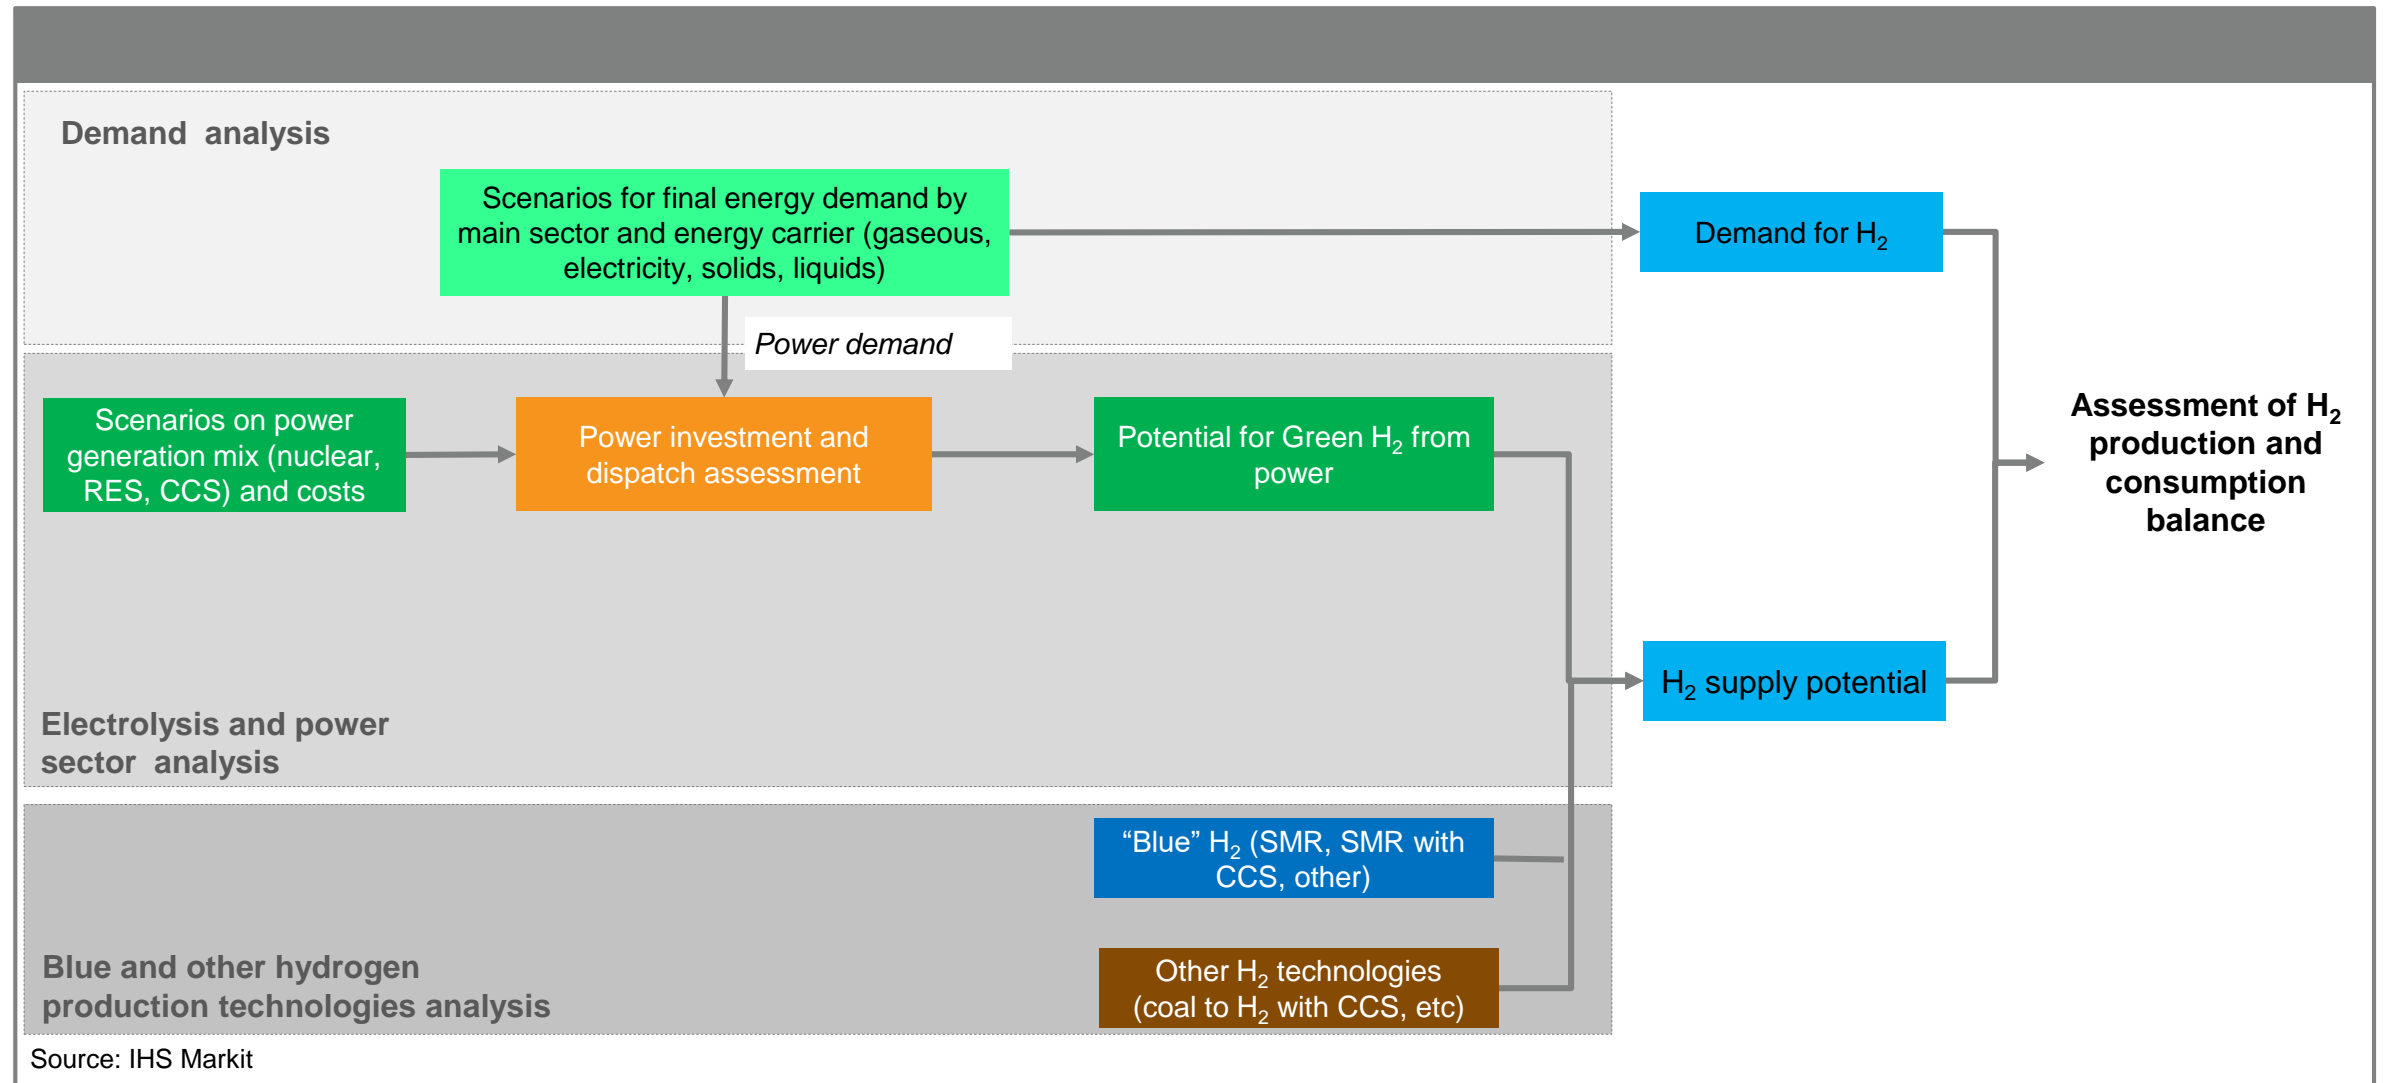 Demand  analysis
Scenarios for final energy demand by
main sector and energy carrier (gaseous,
electricity, solids, liquids)
Demand for H₂
Power demand
Scenarios on power
generation mix (nuclear,
RES, CCS) and costs
Power investment and
dispatch assessment
Potential for Green H₂ from
power
Assessment of H₂
production and
consumption
balance
H₂ supply potential
Electrolysis and power
sector  analysis
“Blue” H₂ (SMR, SMR with
CCS, other)
Blue and other hydrogen
production technologies analysis
Other H₂ technologies
(coal to H₂ with CCS, etc)
Source: IHS Markit